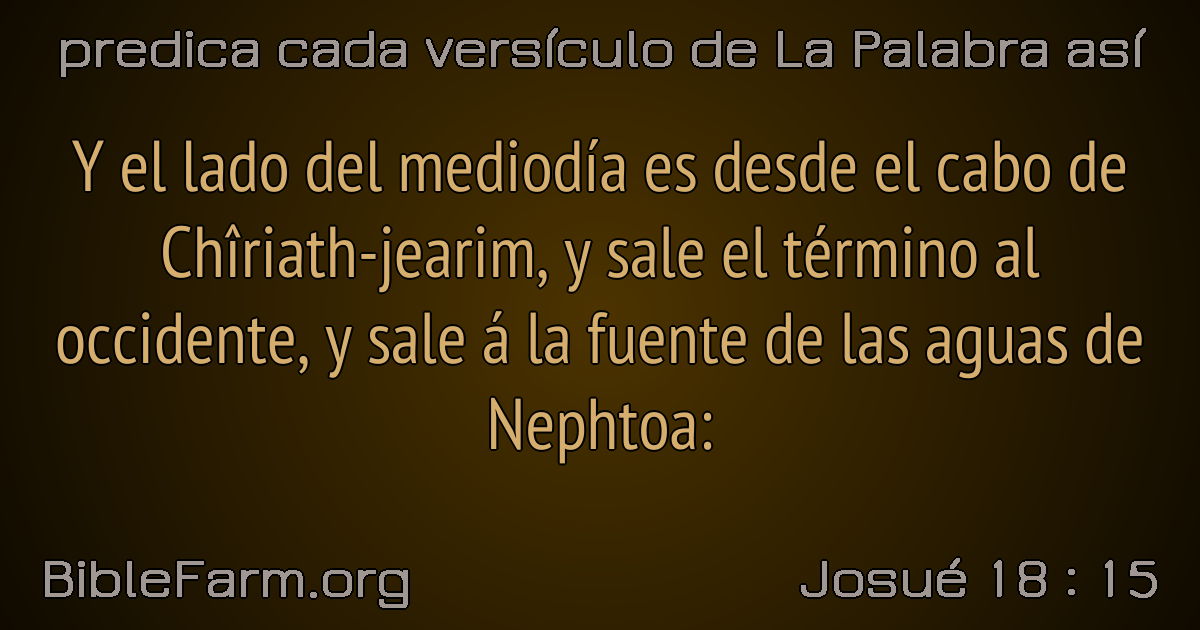 predica cada versículo de La Palabra así
Y el lado del mediodía es desde el cabo de
Chîriath-jearim, y sale el término al
occidente, y sale á la fuente de las aguas de
Nephtoa:
BibleFarm.org
Josué 18 : 15